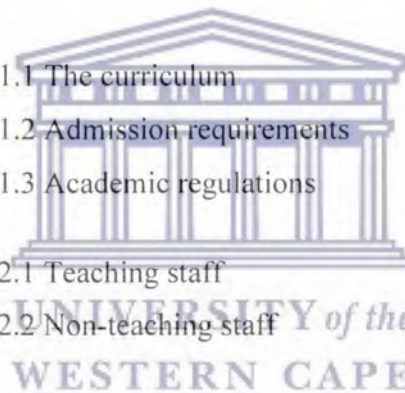 1.1 The curriculum
1.2 Admission requirements
1.3 Academic regulations
2.1 Teaching staff
2.2 Non-teaching staff
UNIVERSITY of the
WESTERN CAPE